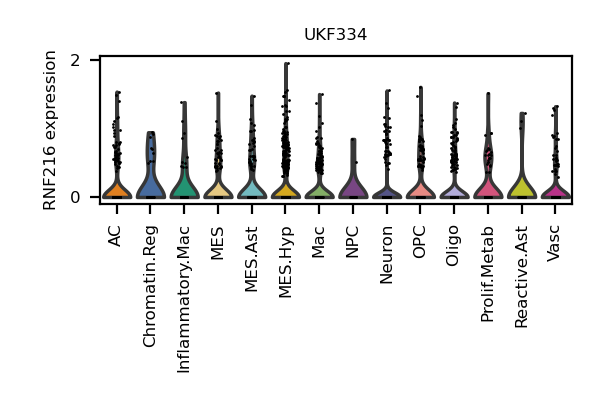 UKF334
RNF216 expression
2
0
AC
Chromatin.Reg
Inflammatory.Mac
MES
MES.Ast
MES.Hyp
Mac
NPC
Neuron
OPC
Oligo
Prolif.Metab
Reactive.Ast
Vasc